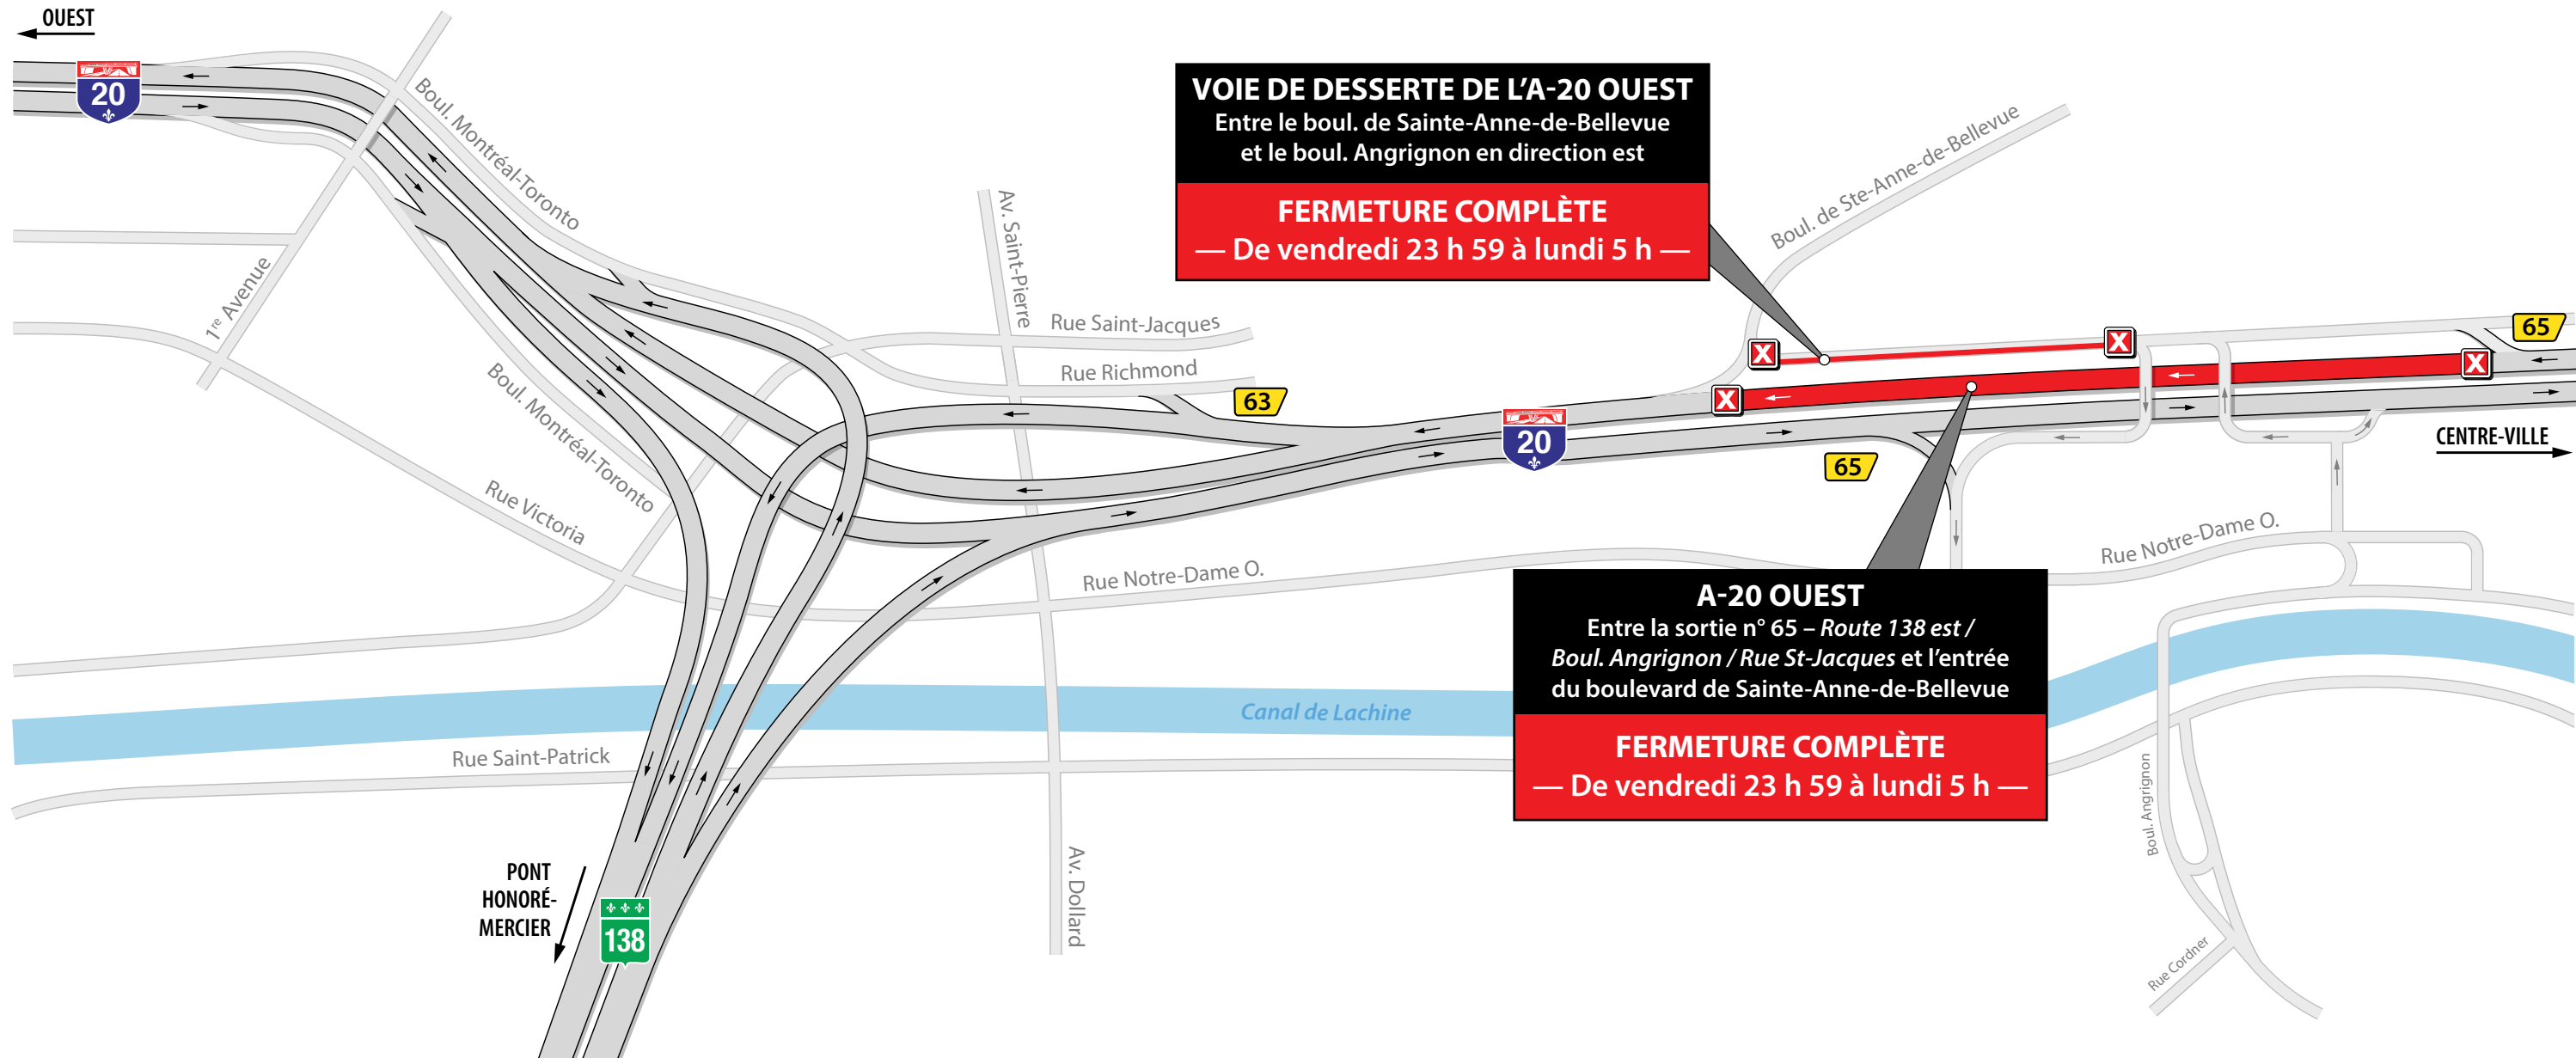 OUEST
20
Boul. Montréal-Toronto
1re Avenue
Boul. Montréal-Toronto
Rue Victoria
Av. Saint-Pierre
Rue Saint-Jacques
Rue Richmond
63
VOIE DE DESSERTE DE L'A-20 OUEST
Entre le boul. de Sainte-Anne-de-Bellevue
et le boul. Angrignon en direction est
FERMETURE COMPLÈTE
— De vendredi 23 h 59 à lundi 5 h —
Boul. de Ste-Anne-de-Bellevue
X
X
X
X
65
20
65
CENTRE-VILLE
Rue Notre-Dame O.
Rue Notre-Dame O.
A-20 OUEST
Entre la sortie n° 65 – Route 138 est /
Boul. Angrignon / Rue St-Jacques et l'entrée
du boulevard de Sainte-Anne-de-Bellevue
FERMETURE COMPLÈTE
— De vendredi 23 h 59 à lundi 5 h —
Canal de Lachine
Rue Saint-Patrick
Boul. Angrignon
Av. Dollard
Rue Cordner
PONT
HONORÉ-
MERCIER
138